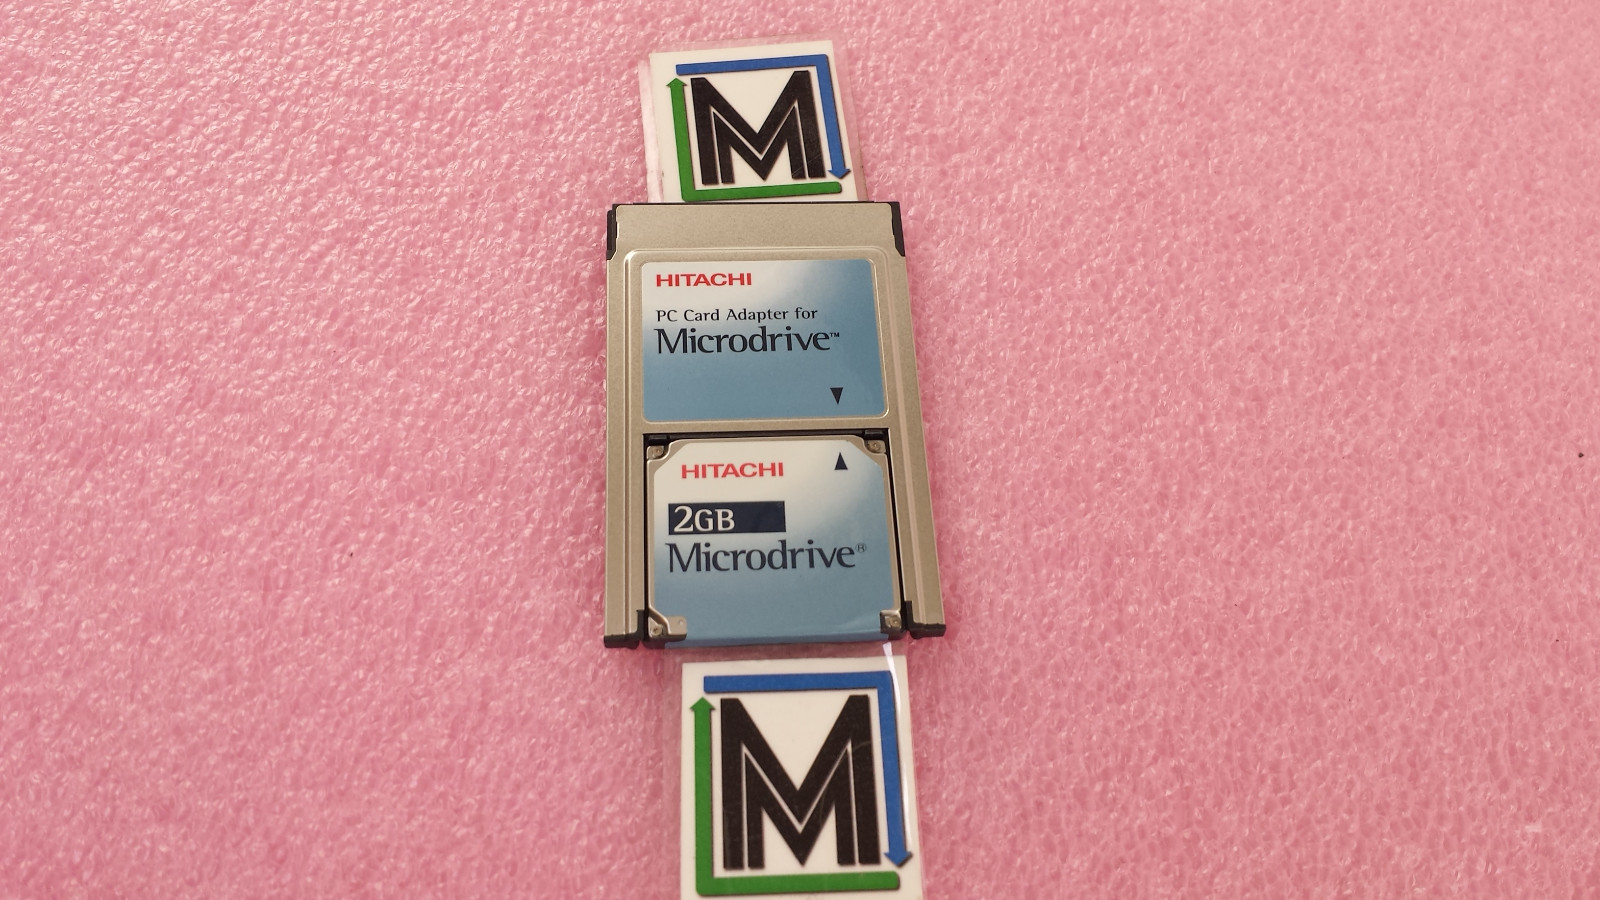 M
HITACHI
PC Card Adapter for
Microdrive™
HITACHI
2GB
Microdrive®
M